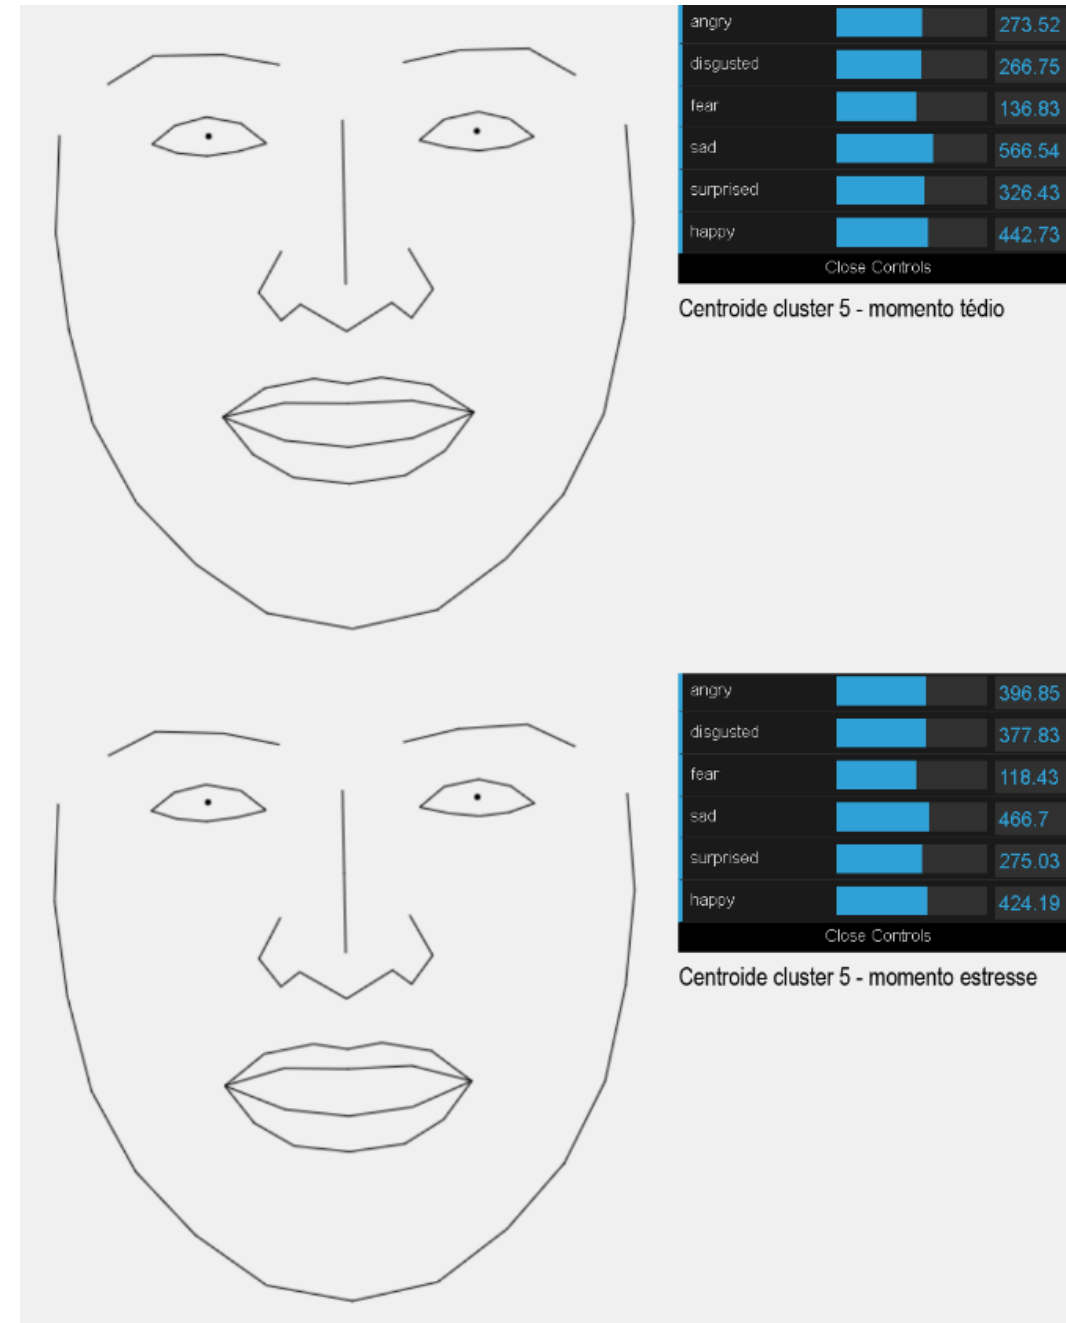 angry 273.52
disgusted 266.75
fear 136.83
sad 566.54
surprised 326.43
happy 442.73
Close Controls
Centroide cluster 5 - momento tédio
angry 396.85
disgusted 377.83
fear 118.43
sad 466.7
surprised 275.03
happy 424.19
Close Controls
Centroide cluster 5 - momento estresse